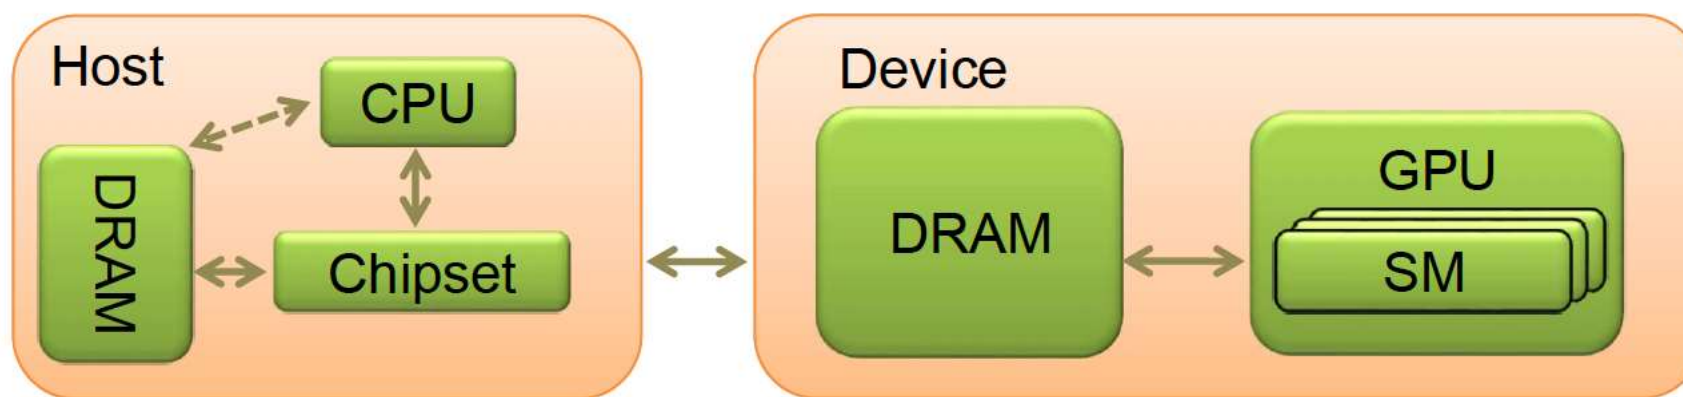 Host
CPU
DRAM
Chipset
Device
DRAM
GPU
SM